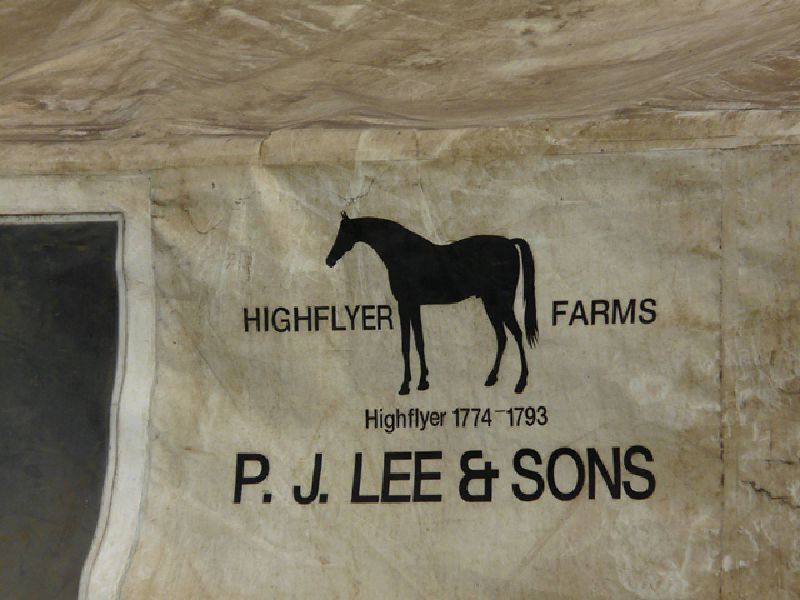 HIGHFLYER FARMS
Highflyer 1774-1793
P. J. LEE & SONS